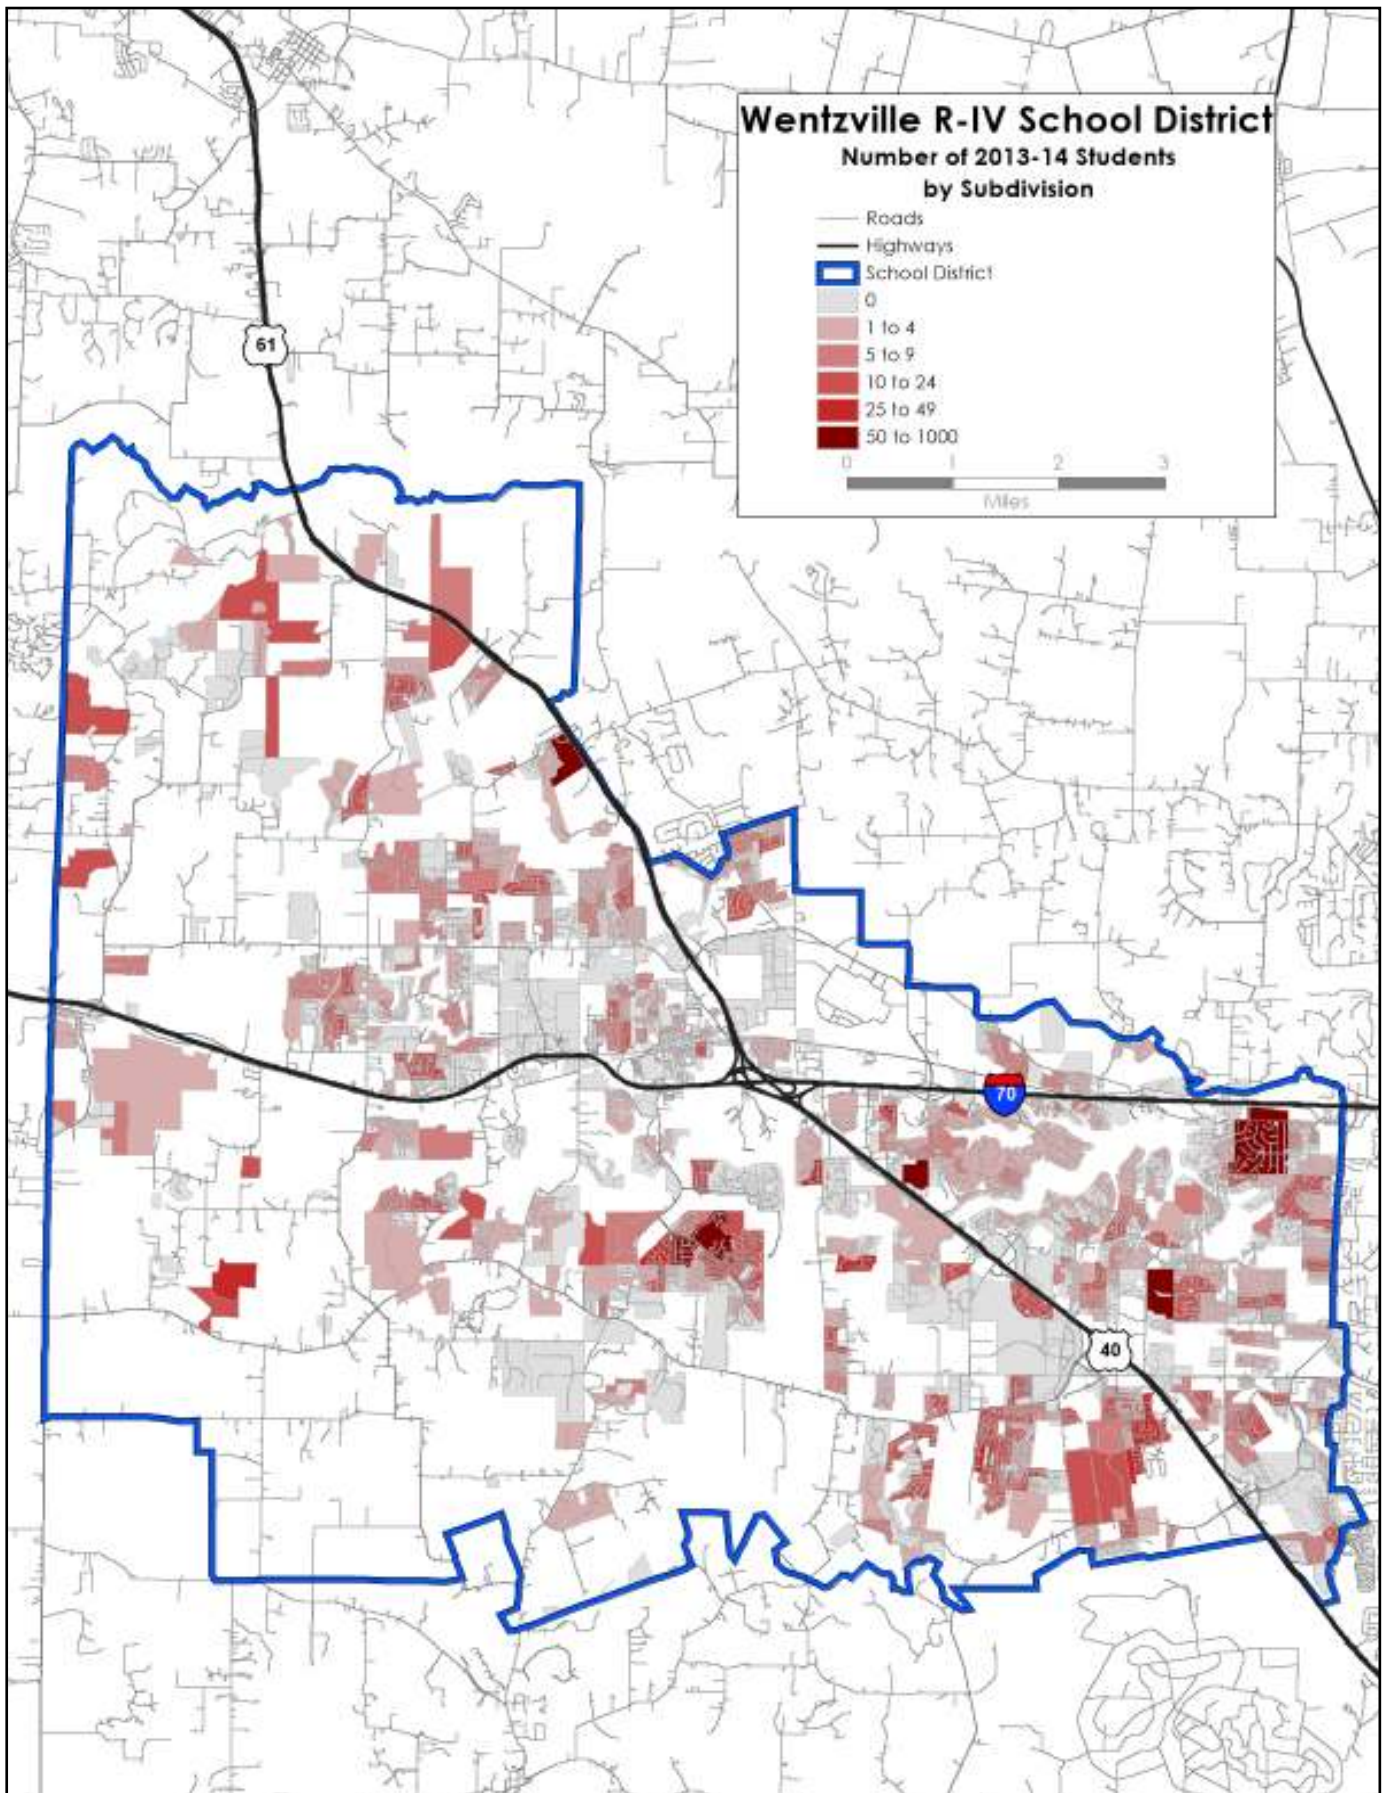 Wentzville R-IV School District
Number of 2013-14 Students
by Subdivision
Roads
Highways
School District
0
1 to 4
5 to 9
10 to 24
25 to 49
50 to 1000
0 1 2 3
Miles
61
70
40